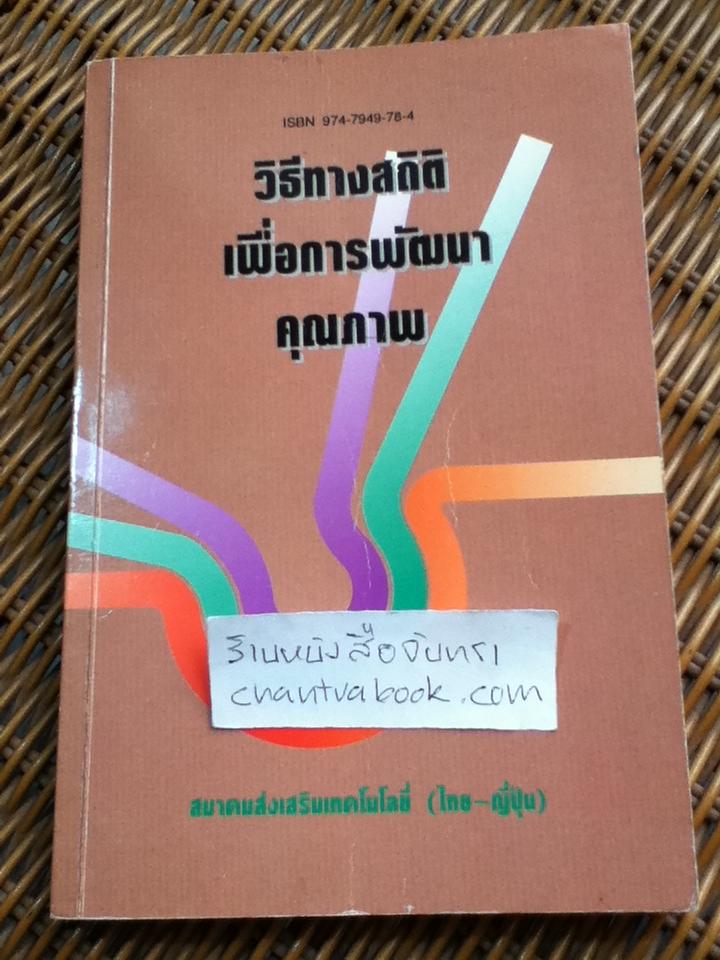 ISBN 974-7949-78-4
วิธีทางสถิติ
เพื่อการพัฒนา
คุณภาพ
ร้านหนังสือจันทรา
chantrabook.com
สมาคมส่งเสริมเทคโนโลยี (ไทย-ญี่ปุ่น)